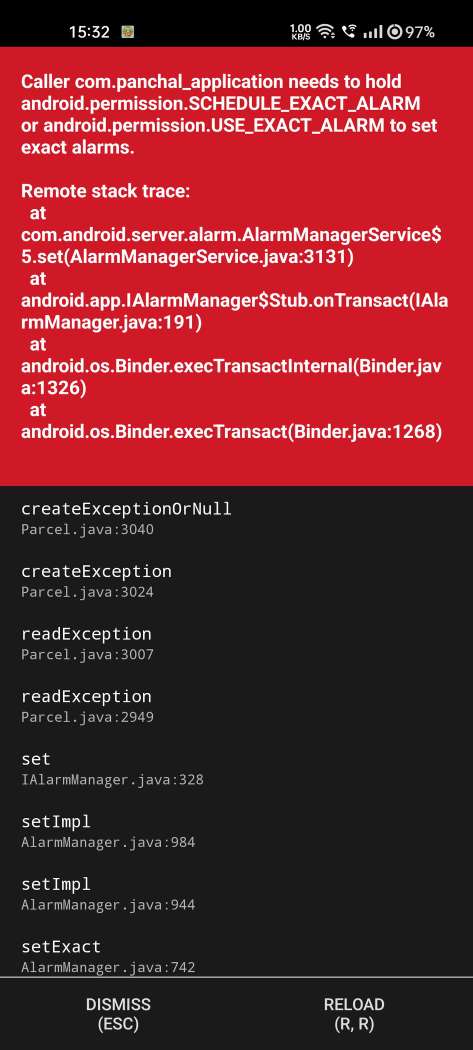 15:32
1.00
KB/S
97%
Caller com.panchal_application needs to hold
android.permission.SCHEDULE_EXACT_ALARM
or android.permission.USE_EXACT_ALARM to set
exact alarms.
Remote stack trace:
at
com.android.server.alarm.AlarmManagerService$
5.set(AlarmManagerService.java:3131)
at
android.app.IAlarmManager$Stub.onTransact(IAla
rmManager.java:191)
at
android.os.Binder.execTransactInternal(Binder.jav
a:1326)
at
android.os.Binder.execTransact(Binder.java:1268)
createExceptionOrNull
Parcel.java:3040
createException
Parcel.java:3024
readException
Parcel.java:3007
readException
Parcel.java:2949
set
IAlarmManager.java:328
setImpl
AlarmManager.java:984
setImpl
AlarmManager.java:944
setExact
AlarmManager.java:742
DISMISS
(ESC)
RELOAD
(R, R)